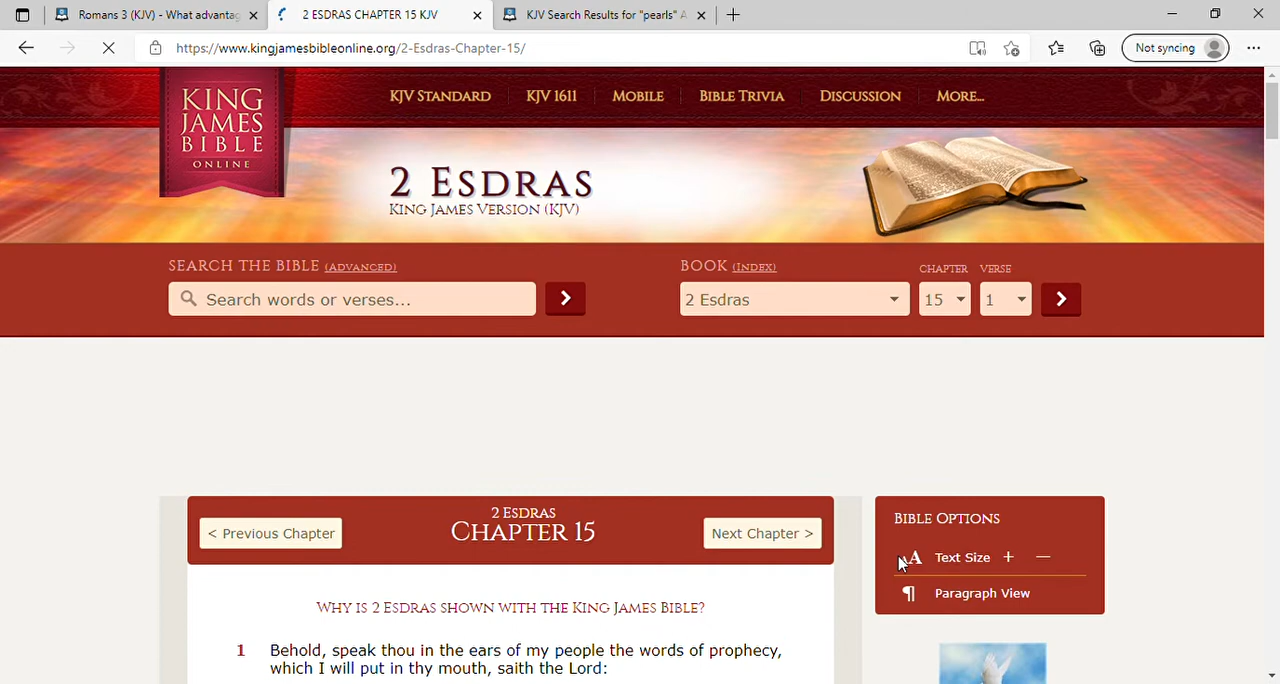 Romans 3 (KJV) - What advantag
2 ESDRAS CHAPTER 15 KJV
KJV Search Results for "pearls" A
https://www.kingjamesbibleonline.org/2-Esdras-Chapter-15/
Not syncing
KING
JAMES
BIBLE
ONLINE
KJV STANDARD
KJV 1611
MOBILE
BIBLE TRIVIA
DISCUSSION
MORE...
2 ESDRAS
KING JAMES VERSION (KJV)
SEARCH THE BIBLE (ADVANCED)
Search words or verses...
BOOK (INDEX)
CHAPTER
VERSE
2 Esdras
15
1
< Previous Chapter
2 ESDRAS
CHAPTER 15
Next Chapter >
WHY IS 2 ESDRAS SHOWN WITH THE KING JAMES BIBLE?
1 Behold, speak thou in the ears of my people the words of prophecy,
which I will put in thy mouth, saith the Lord:
BIBLE OPTIONS
AA Text Size + —
¶ Paragraph View